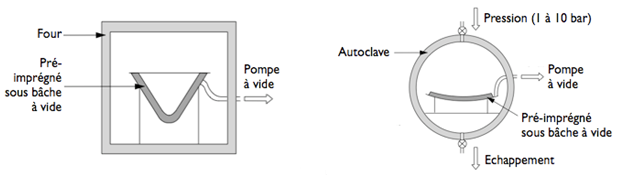 Four
Pré-
imprégné
sous bâche
à vide
Pompe
à vide
Pression (1 à 10 bar)
Autoclave
Pompe
à vide
Pré-imprégné
sous bâche à vide
Echappement